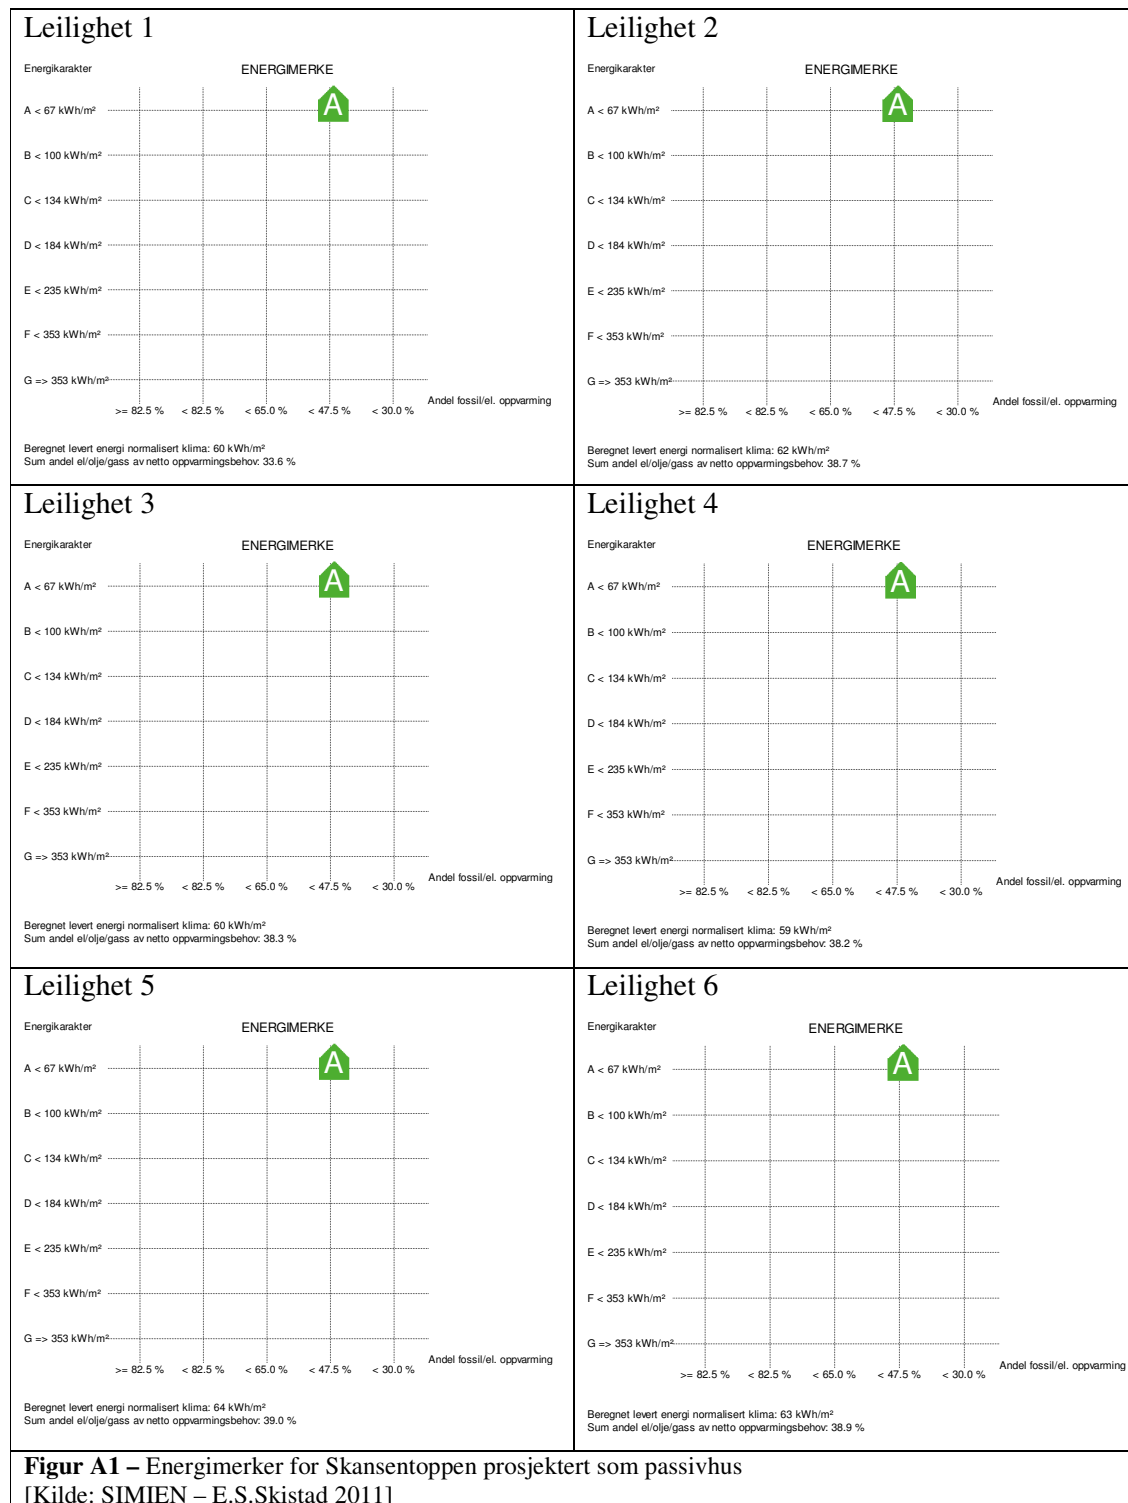 Leilighet 1
Energikarakter
ENERGIMERKE
A
A < 67 kWh/m²
B < 100 kWh/m²
C < 134 kWh/m²
D < 184 kWh/m²
E < 235 kWh/m²
F < 353 kWh/m²
G => 353 kWh/m²
Andel fossil/el. oppvarming
>= 82.5 % < 82.5 % < 65.0 % < 47.5 % < 30.0 %
Beregnet levert energi normalisert klima: 60 kWh/m²
Sum andel el/olje/gass av netto oppvarmingsbehov: 33.6 %
Leilighet 2
Energikarakter
ENERGIMERKE
A
A < 67 kWh/m²
B < 100 kWh/m²
C < 134 kWh/m²
D < 184 kWh/m²
E < 235 kWh/m²
F < 353 kWh/m²
G => 353 kWh/m²
Andel fossil/el. oppvarming
>= 82.5 % < 82.5 % < 65.0 % < 47.5 % < 30.0 %
Beregnet levert energi normalisert klima: 62 kWh/m²
Sum andel el/olje/gass av netto oppvarmingsbehov: 38.7 %
Leilighet 3
Energikarakter
ENERGIMERKE
A
A < 67 kWh/m²
B < 100 kWh/m²
C < 134 kWh/m²
D < 184 kWh/m²
E < 235 kWh/m²
F < 353 kWh/m²
G => 353 kWh/m²
Andel fossil/el. oppvarming
>= 82.5 % < 82.5 % < 65.0 % < 47.5 % < 30.0 %
Beregnet levert energi normalisert klima: 60 kWh/m²
Sum andel el/olje/gass av netto oppvarmingsbehov: 38.3 %
Leilighet 4
Energikarakter
ENERGIMERKE
A
A < 67 kWh/m²
B < 100 kWh/m²
C < 134 kWh/m²
D < 184 kWh/m²
E < 235 kWh/m²
F < 353 kWh/m²
G => 353 kWh/m²
Andel fossil/el. oppvarming
>= 82.5 % < 82.5 % < 65.0 % < 47.5 % < 30.0 %
Beregnet levert energi normalisert klima: 59 kWh/m²
Sum andel el/olje/gass av netto oppvarmingsbehov: 38.2 %
Leilighet 5
Energikarakter
ENERGIMERKE
A
A < 67 kWh/m²
B < 100 kWh/m²
C < 134 kWh/m²
D < 184 kWh/m²
E < 235 kWh/m²
F < 353 kWh/m²
G => 353 kWh/m²
Andel fossil/el. oppvarming
>= 82.5 % < 82.5 % < 65.0 % < 47.5 % < 30.0 %
Beregnet levert energi normalisert klima: 64 kWh/m²
Sum andel el/olje/gass av netto oppvarmingsbehov: 39.0 %
Leilighet 6
Energikarakter
ENERGIMERKE
A
A < 67 kWh/m²
B < 100 kWh/m²
C < 134 kWh/m²
D < 184 kWh/m²
E < 235 kWh/m²
F < 353 kWh/m²
G => 353 kWh/m²
Andel fossil/el. oppvarming
>= 82.5 % < 82.5 % < 65.0 % < 47.5 % < 30.0 %
Beregnet levert energi normalisert klima: 63 kWh/m²
Sum andel el/olje/gass av netto oppvarmingsbehov: 38.9 %
Figur A1 – Energimerker for Skansentoppen prosjektert som passivhus
[Kilde: SIMIEN – E.S.Skistad 2011]